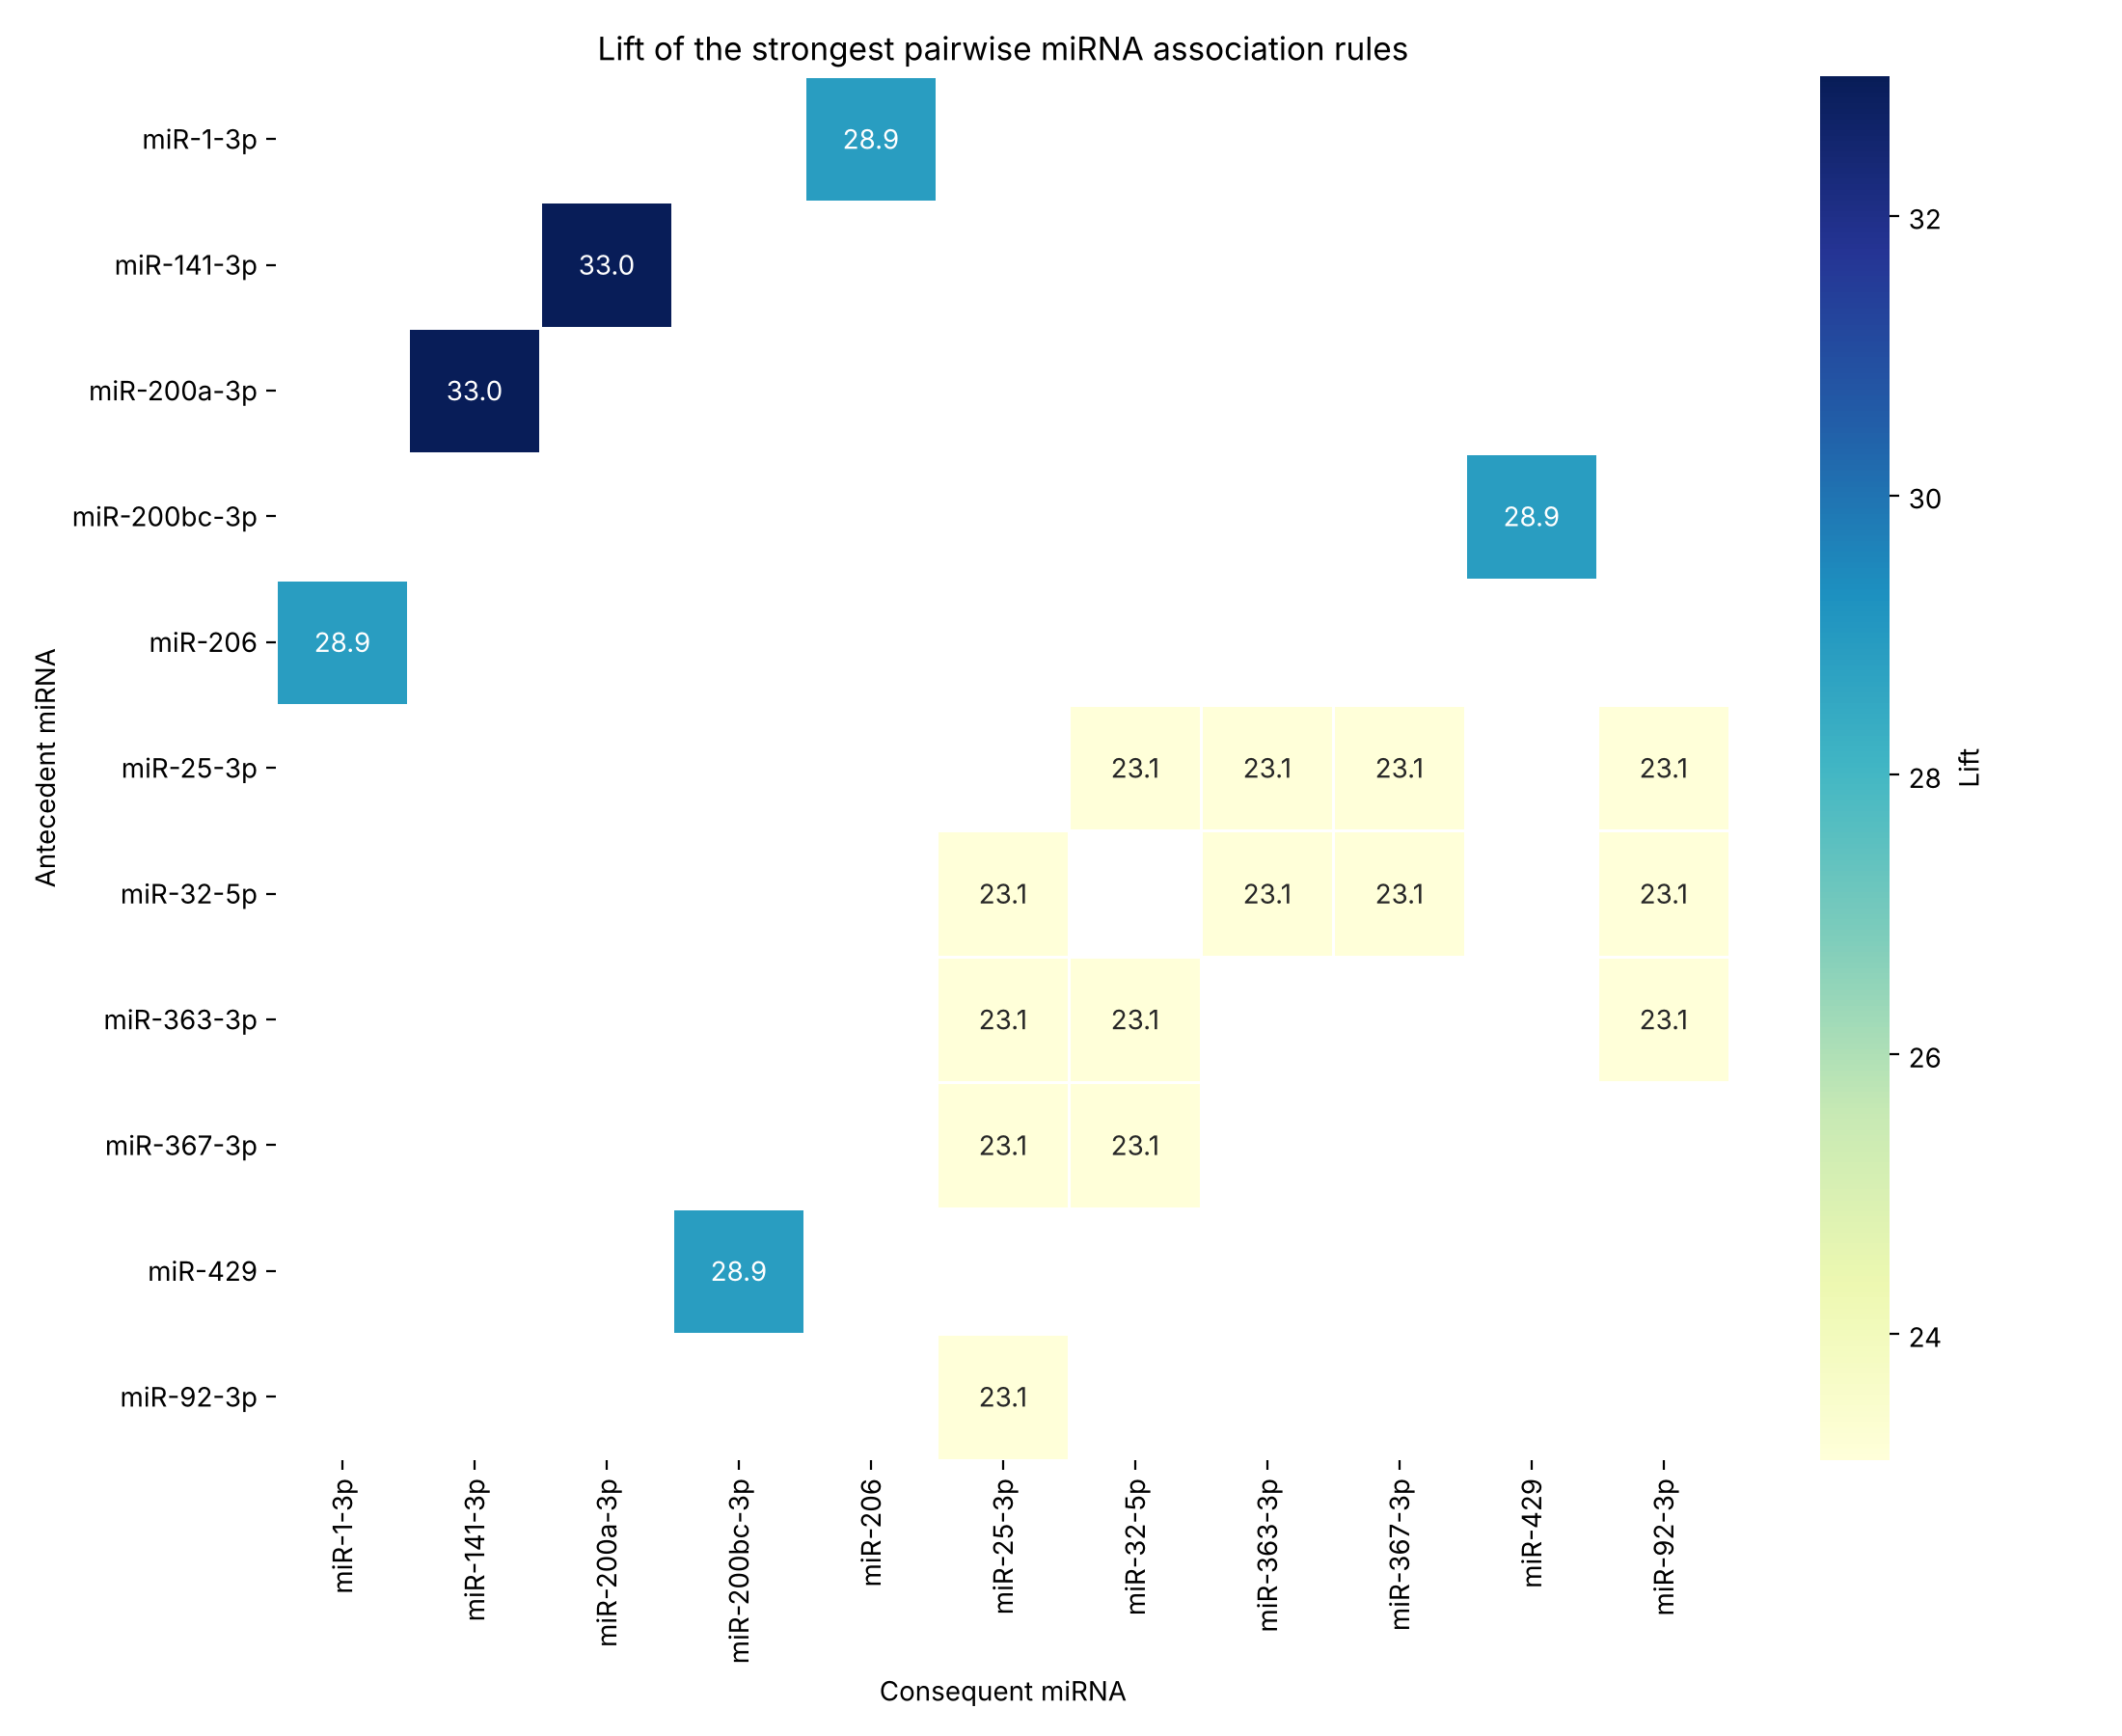 Lift of the strongest pairwise miRNA association rules
miR-1-3p
28.9
miR-141-3p
33.0
miR-200a-3p
33.0
miR-200bc-3p
28.9
miR-206
28.9
miR-25-3p
23.1 23.1 23.1 23.1
miR-32-5p
23.1 23.1 23.1 23.1
miR-363-3p
23.1 23.1 23.1
miR-367-3p
23.1 23.1
miR-429
28.9
miR-92-3p
23.1
Antecedent miRNA
miR-1-3p
miR-141-3p
miR-200a-3p
miR-200bc-3p
miR-206
miR-25-3p
miR-32-5p
miR-363-3p
miR-367-3p
miR-429
miR-92-3p
Consequent miRNA
32
30
28
26
24
Lift